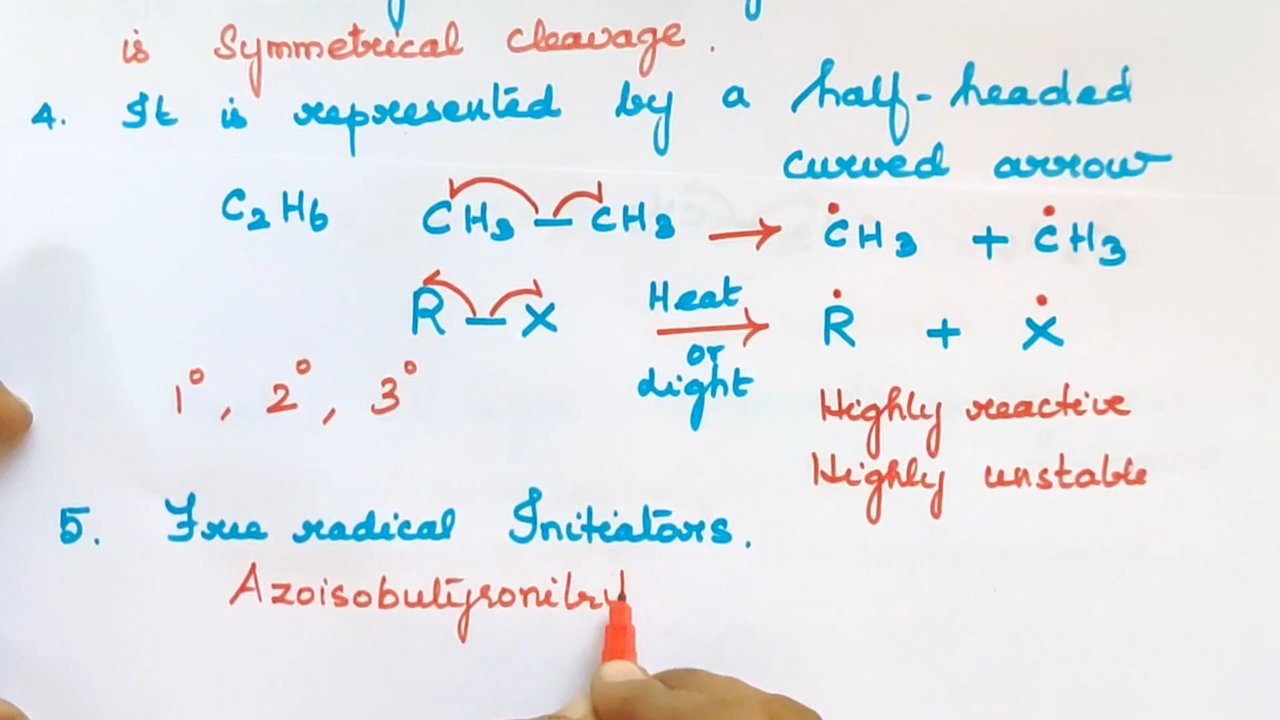 is Symmetrical cleavage.
4. It is represented by a half-headed
curved arrow
C2H6 CH3 — CH3 → ĊH3 + ĊH3
R — X Heat or Light → Ṙ + Ẋ
1°, 2°, 3°
Highly reactive
Highly unstable
5. Free radical Initiators.
Azoisobutyronitri